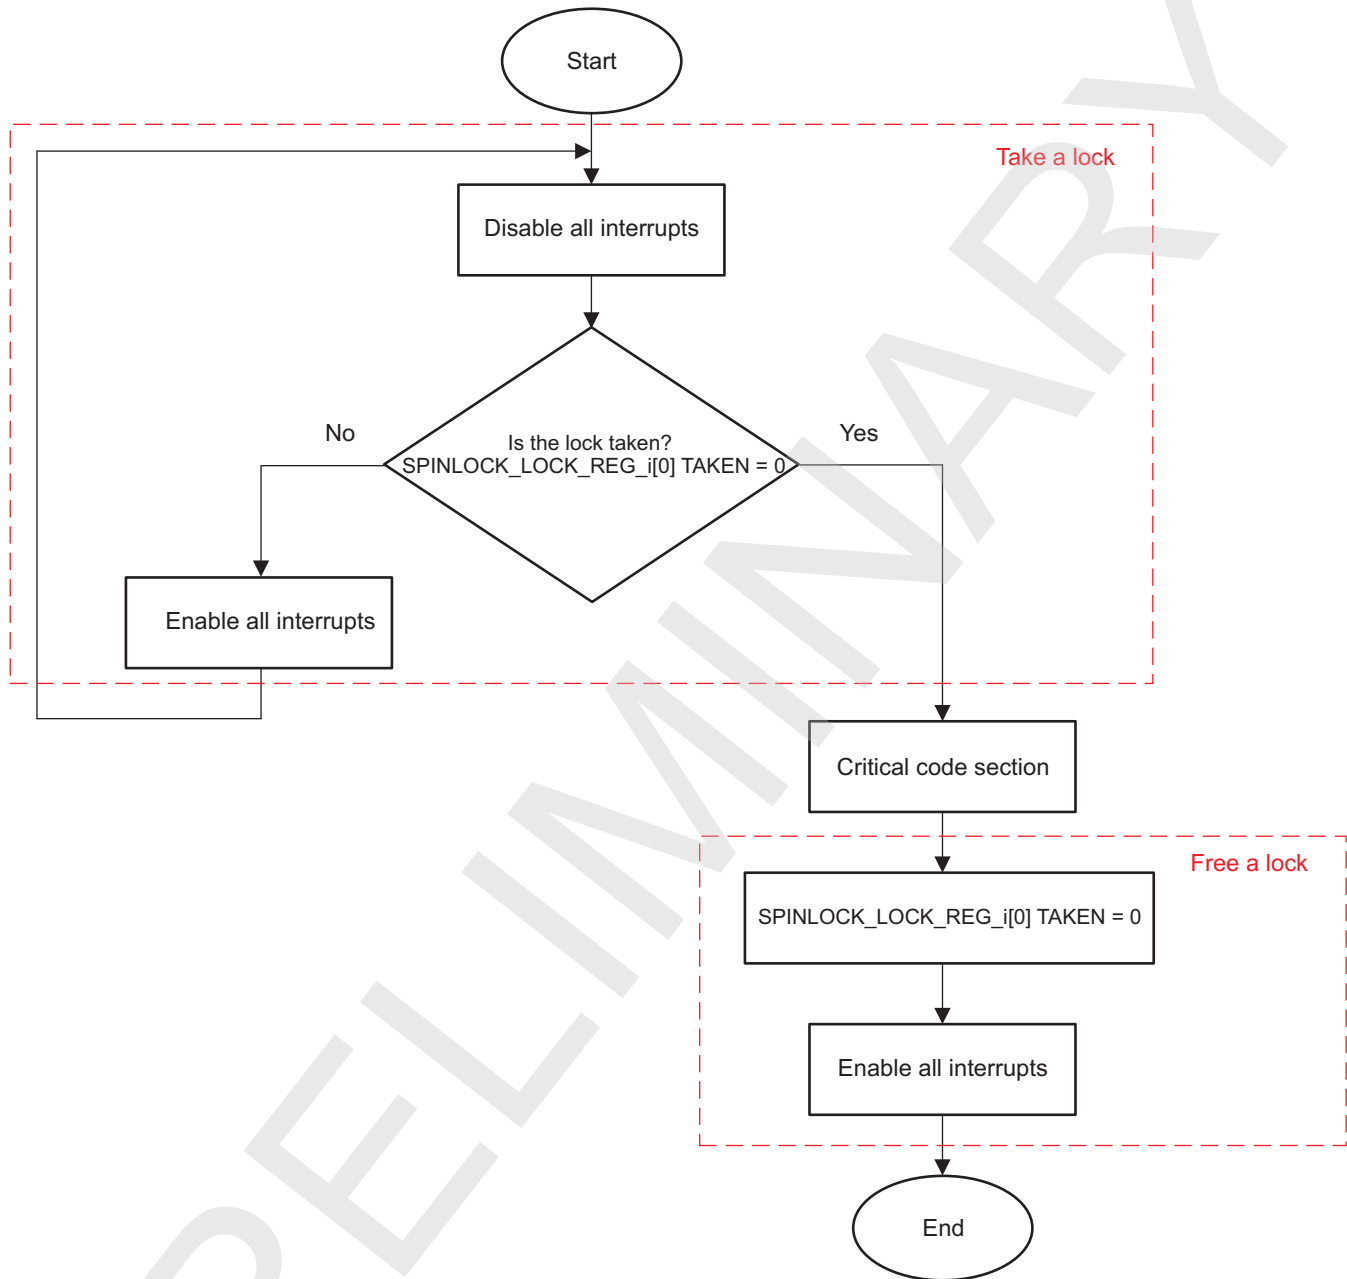 Start
Take a lock
Disable all interrupts
No
Yes
Is the lock taken?
SPINLOCK_LOCK_REG_i[0] TAKEN = 0
Enable all interrupts
Critical code section
Free a lock
SPINLOCK_LOCK_REG_i[0] TAKEN = 0
Enable all interrupts
End
RELIMINARY